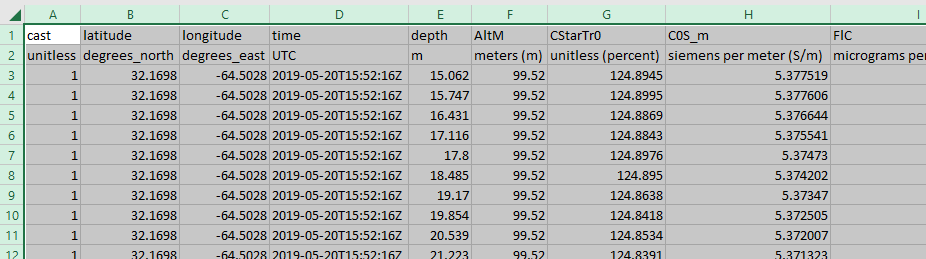 A B C D E F G H I
1 cast latitude longitude time depth AltM CStarTr0 C0S_m FlC
2 unitless degrees_north degrees_east UTC m meters (m) unitless (percent) siemens per meter (S/m) micrograms pe
3 1 32.1698 -64.5028 2019-05-20T15:52:16Z 15.062 99.52 124.8945 5.377519
4 1 32.1698 -64.5028 2019-05-20T15:52:16Z 15.747 99.52 124.8995 5.377606
5 1 32.1698 -64.5028 2019-05-20T15:52:16Z 16.431 99.52 124.8869 5.376644
6 1 32.1698 -64.5028 2019-05-20T15:52:16Z 17.116 99.52 124.8843 5.375541
7 1 32.1698 -64.5028 2019-05-20T15:52:16Z 17.8 99.52 124.8976 5.37473
8 1 32.1698 -64.5028 2019-05-20T15:52:16Z 18.485 99.52 124.895 5.374202
9 1 32.1698 -64.5028 2019-05-20T15:52:16Z 19.17 99.52 124.8638 5.37347
10 1 32.1698 -64.5028 2019-05-20T15:52:16Z 19.854 99.52 124.8418 5.372505
11 1 32.1698 -64.5028 2019-05-20T15:52:16Z 20.539 99.52 124.8534 5.372007
12 1 32.1698 -64.5028 2019-05-20T15:52:16Z 21.223 99.52 124.8391 5.371323